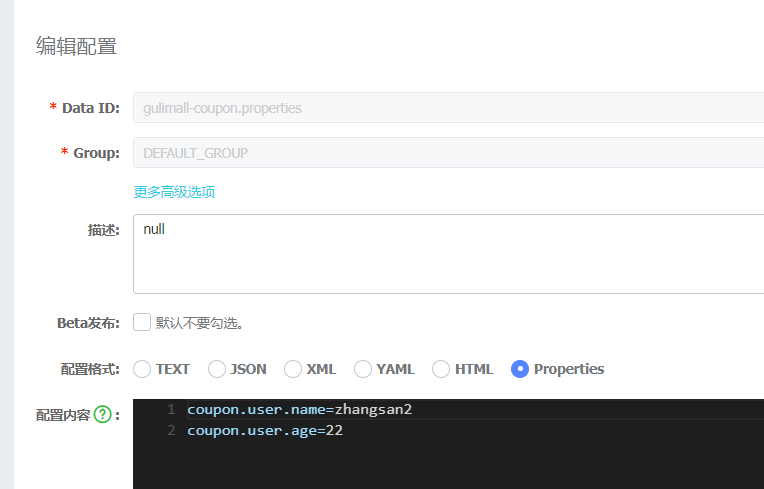 编辑配置
* Data ID: gulimall-coupon.properties
* Group: DEFAULT_GROUP
更多高级选项
描述: null
Beta发布: 默认不要勾选。
配置格式: TEXT JSON XML YAML HTML Properties
配置内容 ? : 1 coupon.user.name=zhangsan2
2 coupon.user.age=22